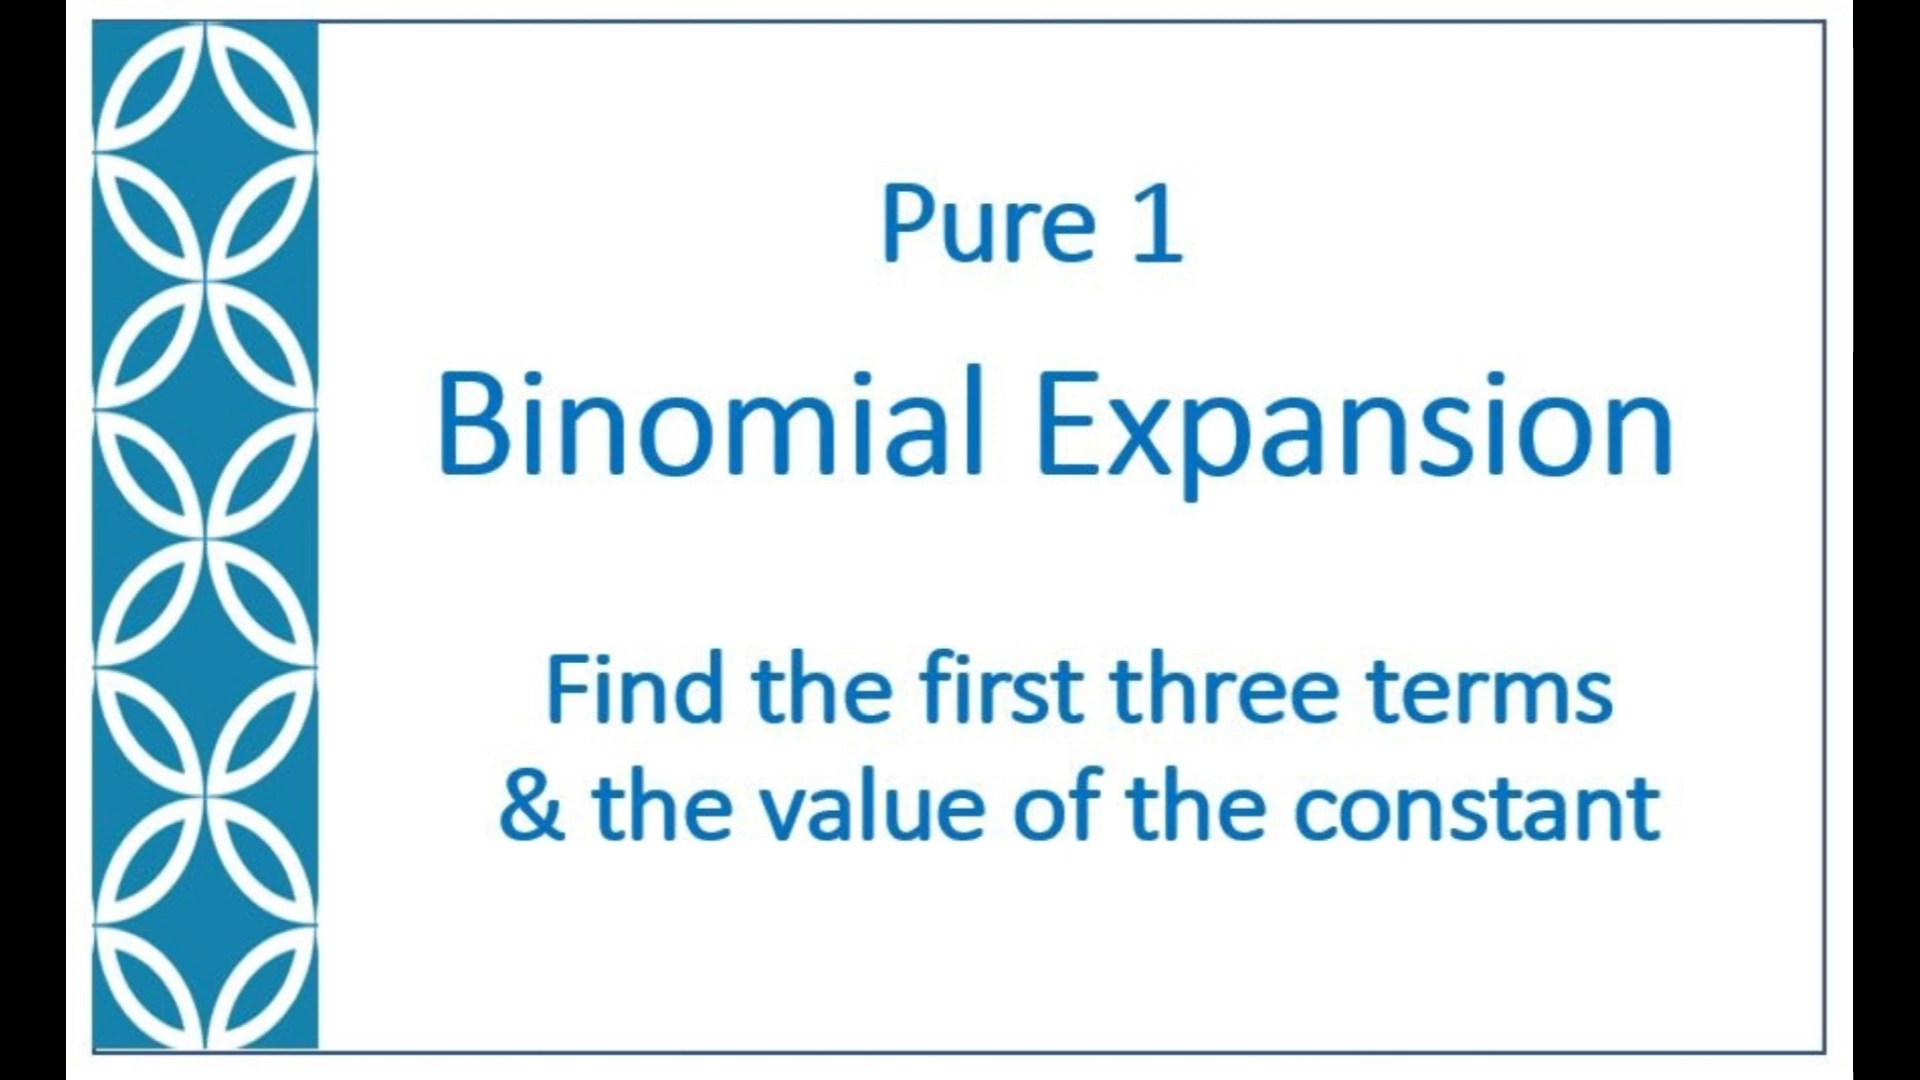 Pure 1
Binomial Expansion
Find the first three terms
& the value of the constant